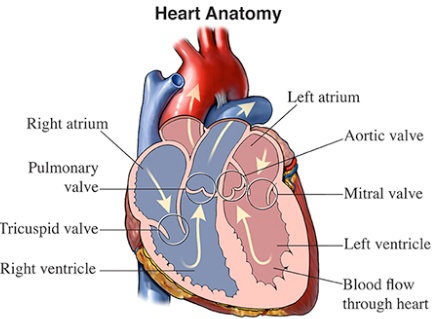 Heart Anatomy
Left atrium
Right atrium
Aortic valve
Pulmonary
valve
Mitral valve
Tricuspid valve
Left ventricle
Right ventricle
Blood flow
through heart